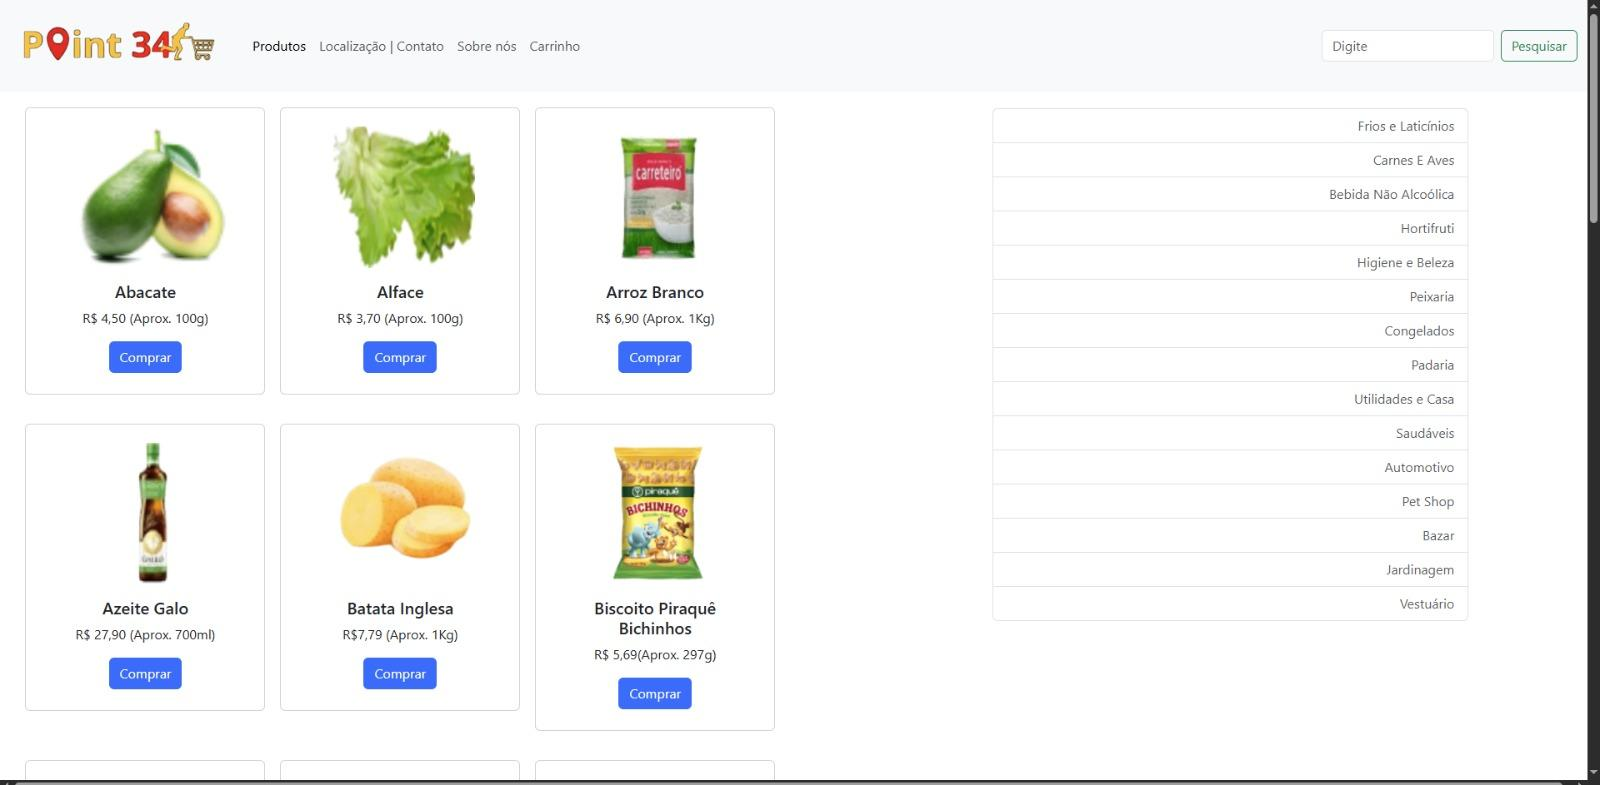 Point 34
Produtos
Localização | Contato
Sobre nós
Carrinho
Digite
Pesquisar
carreteiro
Abacate
R$ 4,50 (Aprox. 100g)
Comprar
Alface
R$ 3,70 (Aprox. 100g)
Comprar
Arroz Branco
R$ 6,90 (Aprox. 1Kg)
Comprar
piraquê
BICHINHOS
Azeite Galo
R$ 27,90 (Aprox. 700ml)
Comprar
Batata Inglesa
R$7,79 (Aprox. 1Kg)
Comprar
Biscoito Piraquê
Bichinhos
R$ 5,69(Aprox. 297g)
Comprar
Frios e Laticínios
Carnes E Aves
Bebida Não Alcoólica
Hortifruti
Higiene e Beleza
Peixaria
Congelados
Padaria
Utilidades e Casa
Saudáveis
Automotivo
Pet Shop
Bazar
Jardinagem
Vestuário